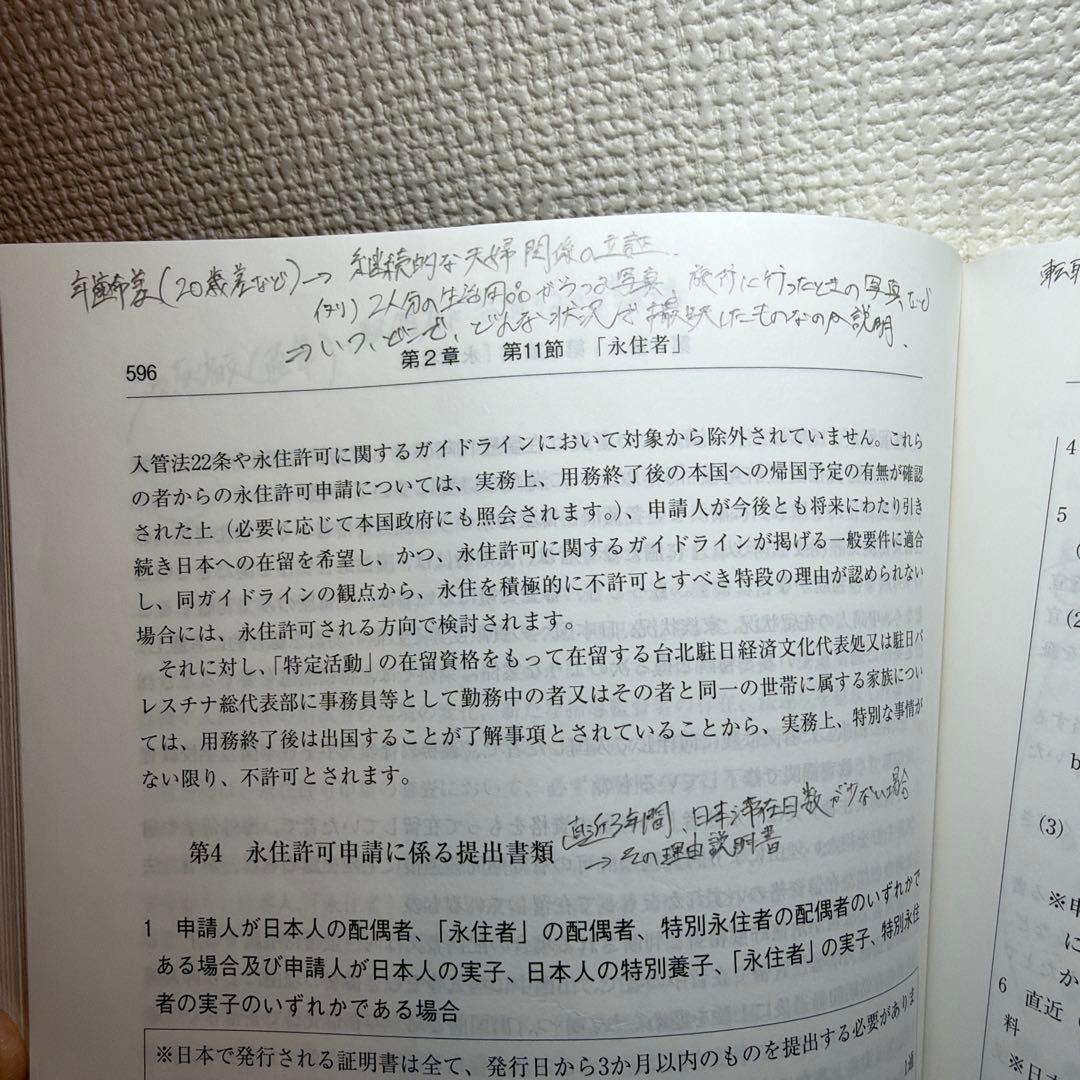 年齢差(20歳差など)→ 継続的な夫婦関係の立証.
例) 2人分の生活用品がうつる写真、旅行に行ったときの写真など
⇒いつ、どこで、どんな状況で撮影したものなのか説明.
596 第2章 第11節 「永住者」
入管法22条や永住許可に関するガイドラインにおいて対象から除外されていません。これら
の者からの永住許可申請については、実務上、用務終了後の本国への帰国予定の有無が確認
された上（必要に応じて本国政府にも照会されます。）、申請人が今後とも将来にわたり引き
続き日本への在留を希望し、かつ、永住許可に関するガイドラインが掲げる一般要件に適合
し、同ガイドラインの観点から、永住を積極的に不許可とすべき特段の理由が認められない
場合には、永住許可される方向で検討されます。
それに対し、「特定活動」の在留資格をもって在留する台北駐日経済文化代表処又は駐日パ
レスチナ総代表部に事務員等として勤務中の者又はその者と同一の世帯に属する家族につい
ては、用務終了後は出国することが了解事項とされていることから、実務上、特別な事情が
ない限り、不許可とされます。
直近3年間、日本滞在日数が少ない場合
→その理由説明書
第4 永住許可申請に係る提出書類
1 申請人が日本人の配偶者、「永住者」の配偶者、特別永住者の配偶者のいずれかで
ある場合及び申請人が日本人の実子、日本人の特別養子、「永住者」の実子、特別永住
者の実子のいずれかである場合
※日本で発行される証明書は全て、発行日から3か月以内のものを提出する必要がありま
1通
転
4
5
(2
b
(3)
※申
に
か
6 直近
料
※日